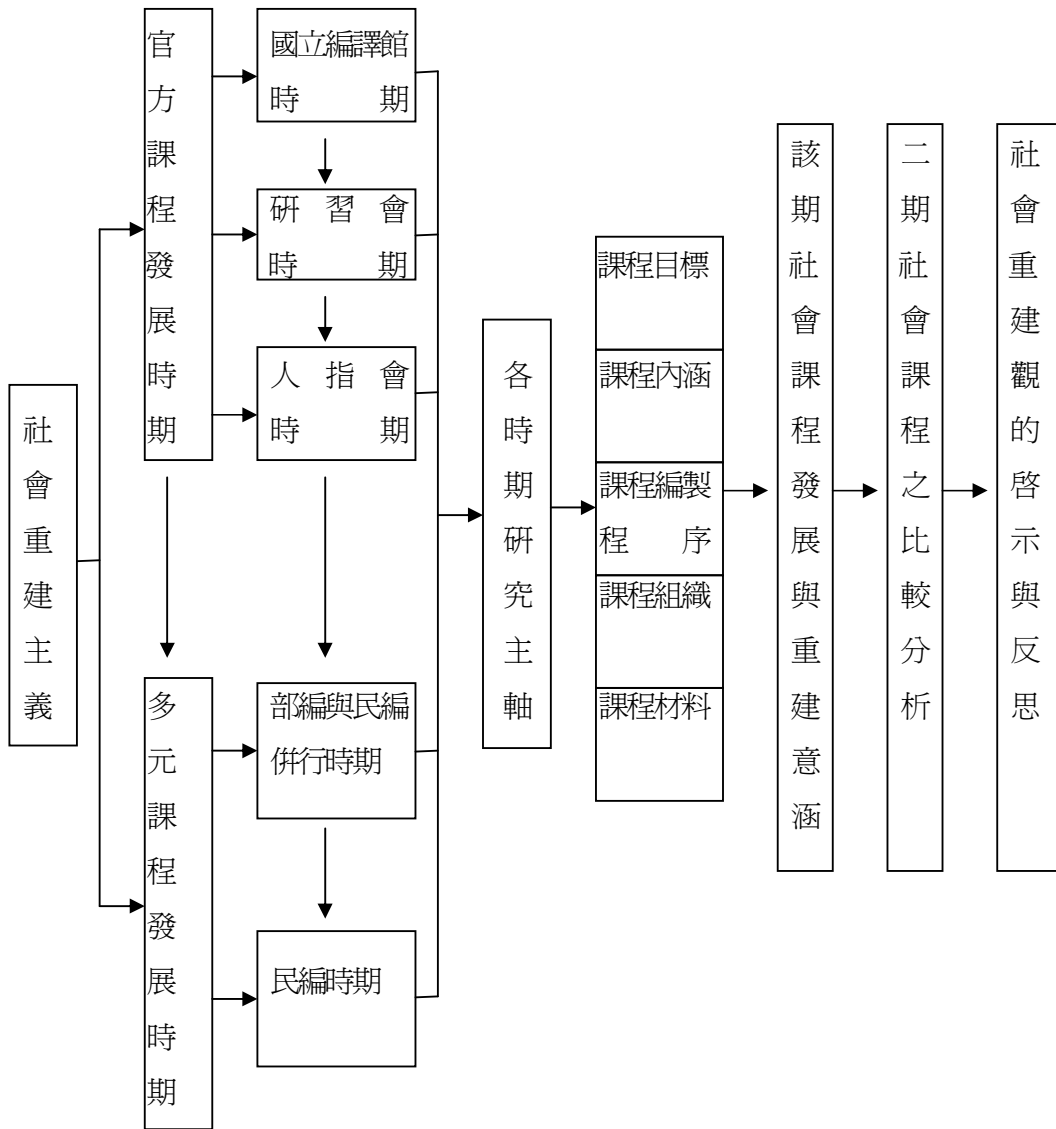 社會重建主義
官方課程發展時期
國立編譯館
時期
研習會
時期
人指會
時期
多元課程發展時期
部編與民編
併行時期
民編時期
各時期研究主軸
課程目標
課程內涵
課程編製
程序
課程組織
課程材料
該期社會課程發展與重建意涵
二期社會課程之比較分析
社會重建觀的啓示與反思